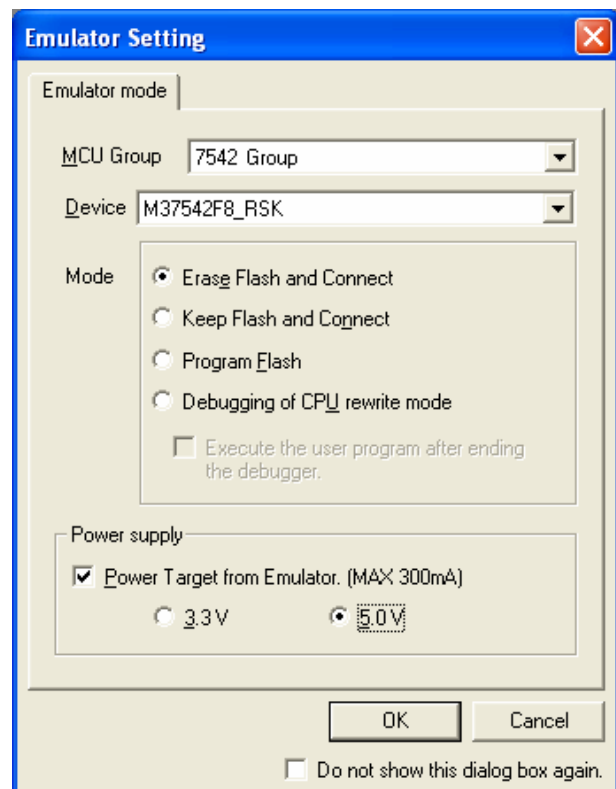 Emulator Setting
Emulator mode
MCU Group 7542 Group
Device M37542F8_RSK
Mode Erase Flash and Connect
Keep Flash and Connect
Program Flash
Debugging of CPU rewrite mode
Execute the user program after ending
the debugger.
Power supply
Power Target from Emulator. (MAX 300mA)
3.3 V 5.0 V
OK Cancel
Do not show this dialog box again.